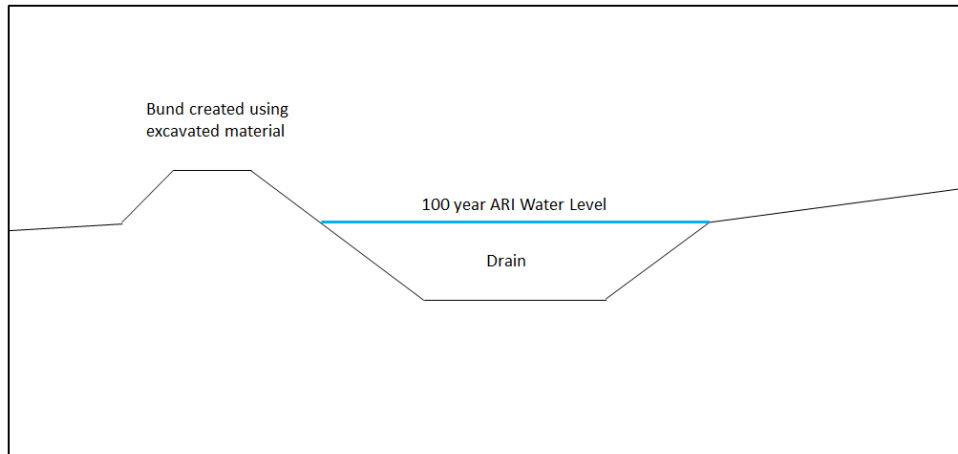 Bund created using
excavated material
100 year ARI Water Level
Drain